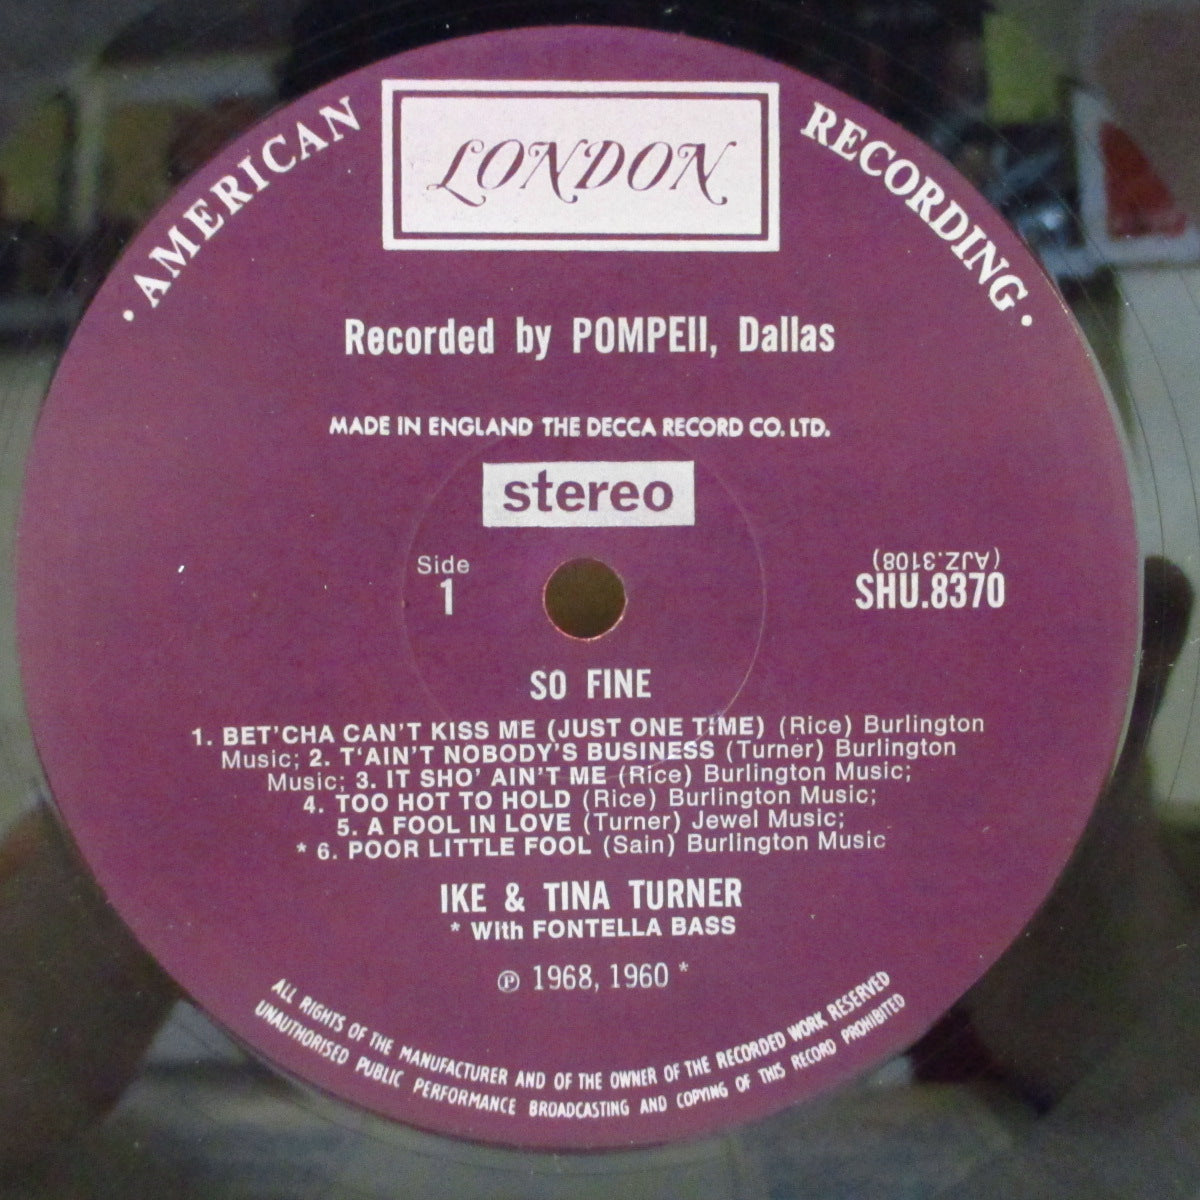 · AMERICAN RECORDING ·
LONDON
Recorded by POMPEII, Dallas
MADE IN ENGLAND THE DECCA RECORD CO. LTD.
stereo
Side
1
(AJZ.3108)
SHU.8370
SO FINE
1. BET'CHA CAN'T KISS ME (JUST ONE TIME) (Rice) Burlington
Music; 2. T'AIN'T NOBODY'S BUSINESS (Turner) Burlington
Music; 3. IT SHO' AIN'T ME (Rice) Burlington Music;
4. TOO HOT TO HOLD (Rice) Burlington Music;
5. A FOOL IN LOVE (Turner) Jewel Music;
* 6. POOR LITTLE FOOL (Sain) Burlington Music
IKE & TINA TURNER
* With FONTELLA BASS
℗ 1968, 1960 *
ALL RIGHTS OF THE MANUFACTURER AND OF THE OWNER OF THE RECORDED WORK RESERVED
UNAUTHORISED PUBLIC PERFORMANCE BROADCASTING AND COPYING OF THIS RECORD PROHIBITED